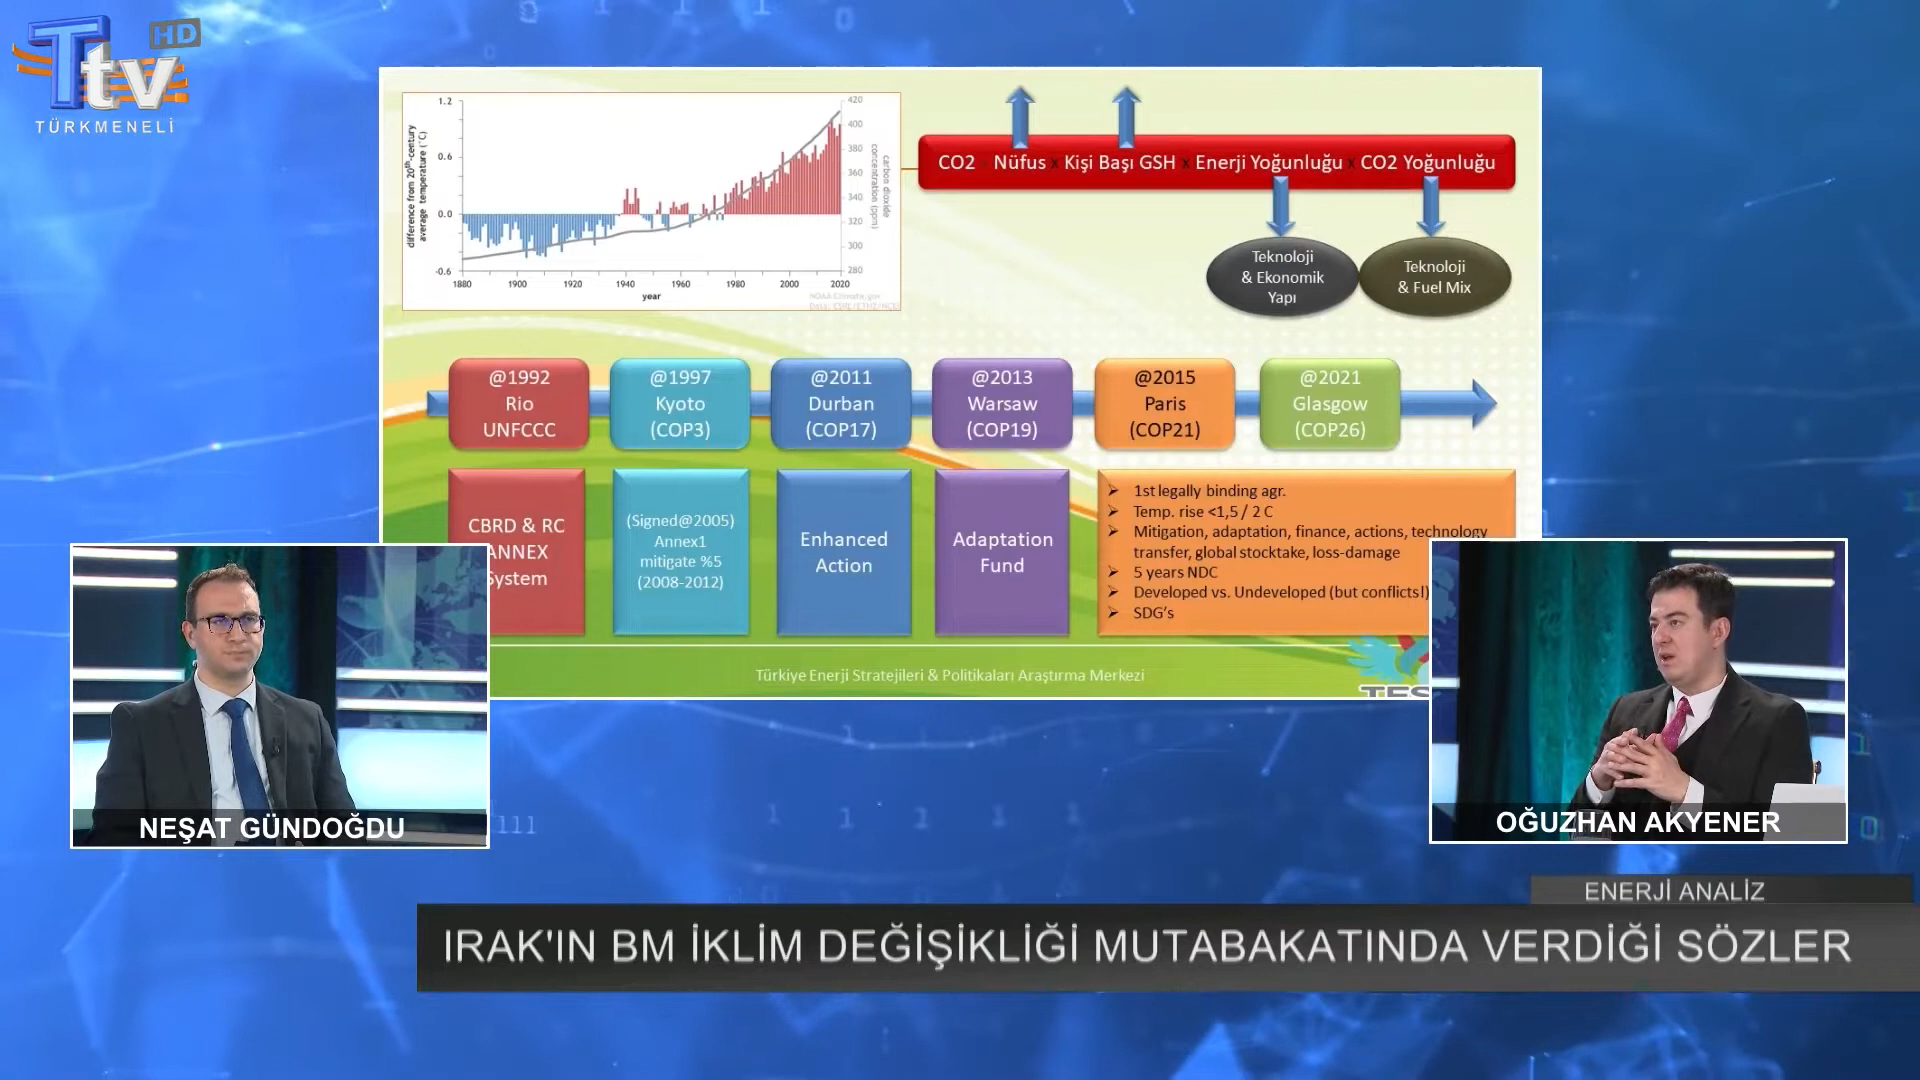 Ttv HD
TÜRKMENELİ
1.2
0.6
0.0
-0.6
difference from 20th-century
average temperature (°C)
420
400
380
360
340
320
300
280
carbon dioxide
concentration (ppm)
1880 1900 1920 1940 1960 1980 2000 2020
year
NOAA Climate.gov
CO2 Nüfus x Kişi Başı GSH x Enerji Yoğunluğu x CO2 Yoğunluğu
Teknoloji
& Ekonomik
Yapı
Teknoloji
& Fuel Mix
@1992
Rio
UNFCCC
@1997
Kyoto
(COP3)
@2011
Durban
(COP17)
@2013
Warsaw
(COP19)
@2015
Paris
(COP21)
@2021
Glasgow
(COP26)
CBRD & RC
ANNEX
System
(Signed@2005)
Annex1
mitigate %5
(2008-2012)
Enhanced
Action
Adaptation
Fund
1st legally binding agr.
Temp. rise <1,5 / 2 C
Mitigation, adaptation, finance, actions, technology
transfer, global stocktake, loss-damage
5 years NDC
Developed vs. Undeveloped (but conflicts!)
SDG's
Türkiye Enerji Stratejileri & Politikaları Araştırma Merkezi
NEŞAT GÜNDOĞDU
OĞUZHAN AKYENER
ENERJİ ANALİZ
IRAK'IN BM İKLİM DEĞİŞİKLİĞİ MUTABAKATINDA VERDİĞİ SÖZLER